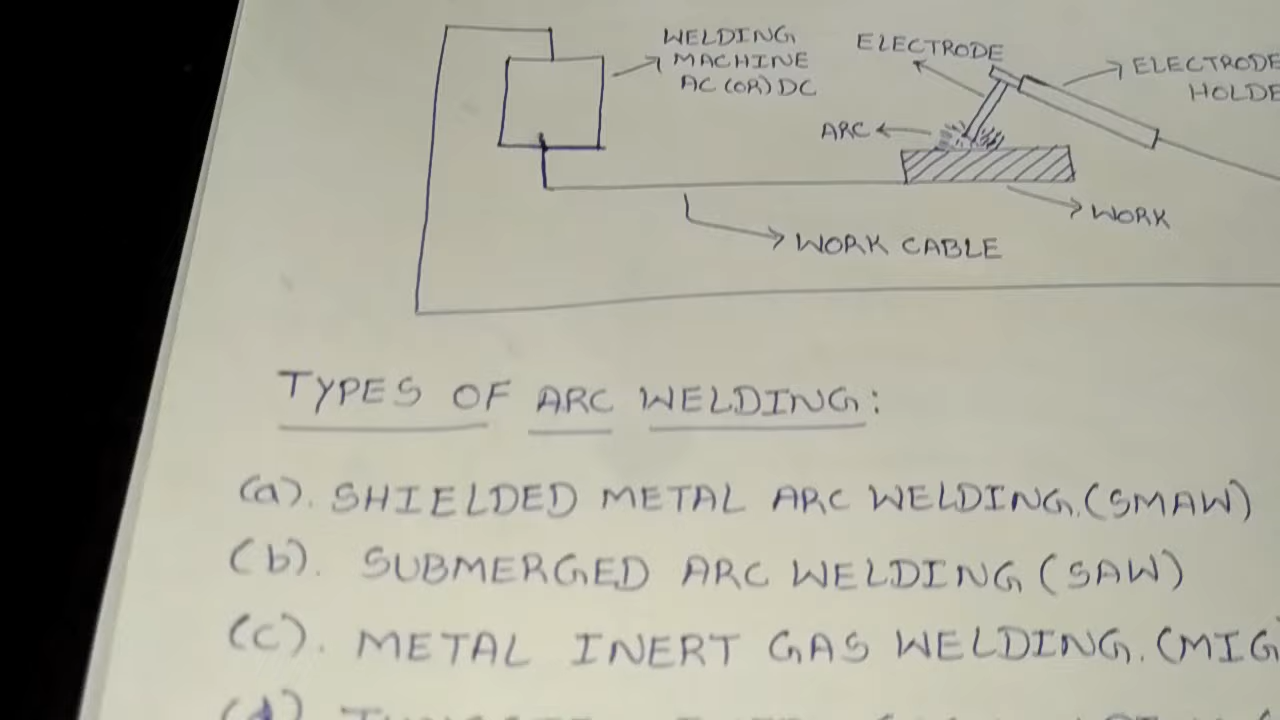 WELDING
MACHINE
AC (OR) DC
ELECTRODE
ELECTRODE
HOLDE
ARC
WORK
WORK CABLE
TYPES OF ARC WELDING:
(a). SHIELDED METAL ARC WELDING.(SMAW)
(b). SUBMERGED ARC WELDING (SAW)
(c). METAL INERT GAS WELDING. (MIG
(d).